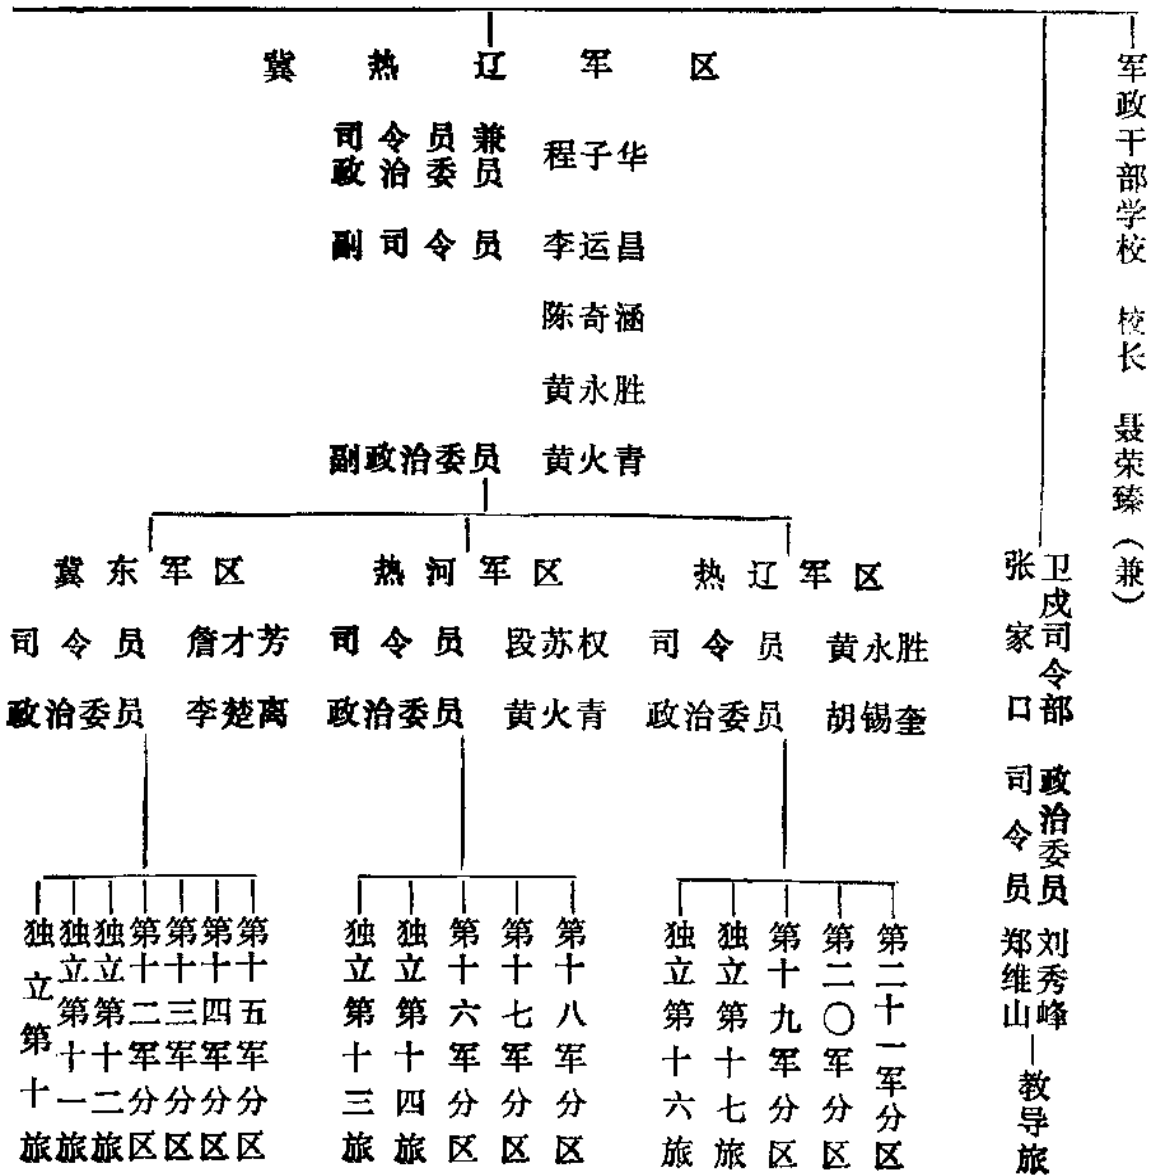 冀热辽军区
司令员兼
政治委员 程子华
副司令员 李运昌
陈奇涵
黄永胜
副政治委员 黄火青
冀东军区
司令员 詹才芳
政治委员 李楚离
独立第十旅
独立第十一旅
独立第十二旅
第十二军分区
第十三军分区
第十四军分区
第十五军分区
热河军区
司令员 段苏权
政治委员 黄火青
独立第十三旅
独立第十四旅
第十六军分区
第十七军分区
第十八军分区
热辽军区
司令员 黄永胜
政治委员 胡锡奎
独立第十六旅
独立第十七旅
第十九军分区
第二〇军分区
第二十一军分区
张家口
卫戍司令部
司令员 郑维山
政治委员 刘秀峰
教导旅
军政干部学校 校长 聂荣臻（兼）